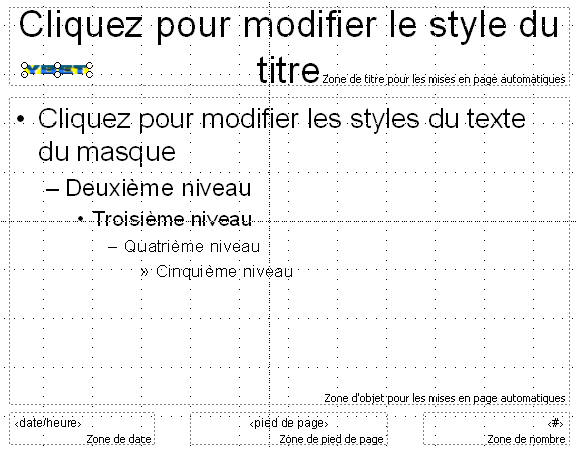 Cliquez pour modifier le style du
titre
Zone de titre pour les mises en page automatiques
• Cliquez pour modifier les styles du texte
du masque
– Deuxième niveau
• Troisième niveau
– Quatrième niveau
» Cinquième niveau
Zone d'objet pour les mises en page automatiques
‹date/heure›
Zone de date
‹pied de page›
Zone de pied de page
‹#›
Zone de nombre